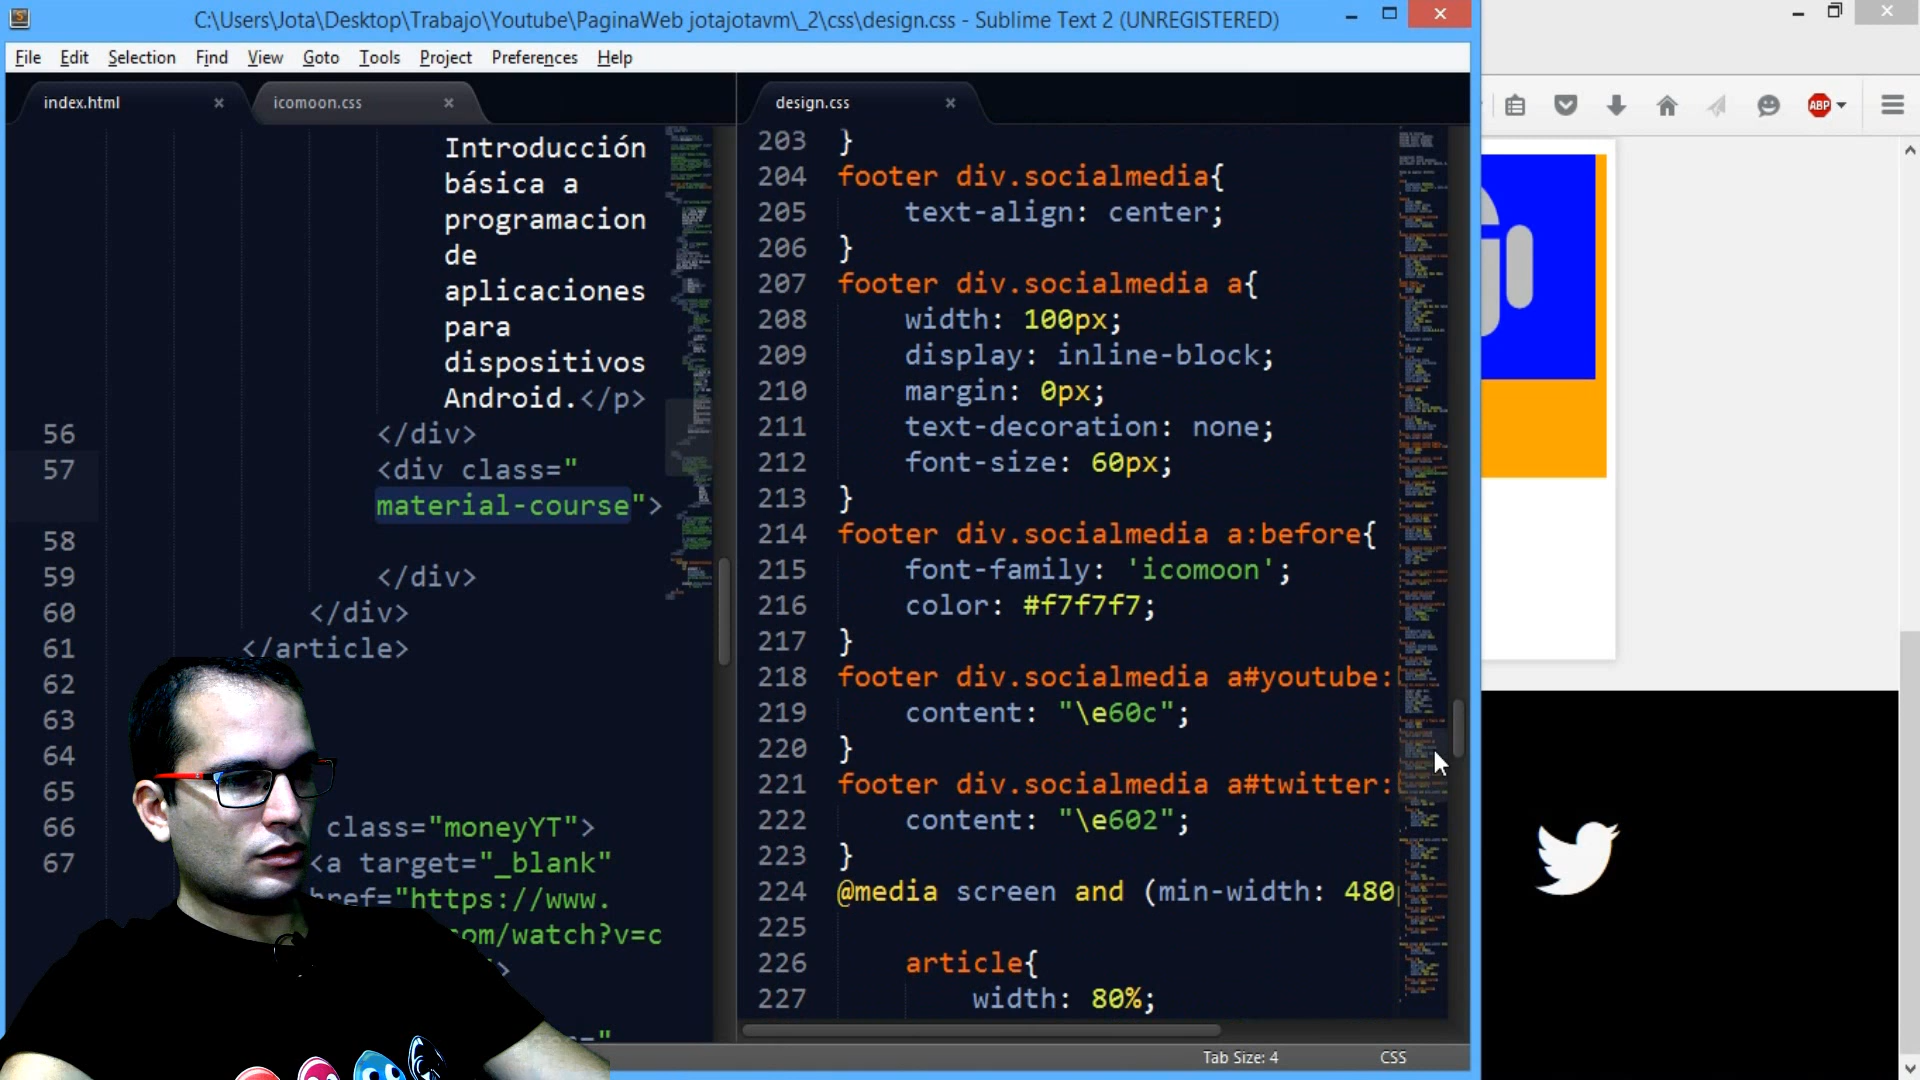 C:\Users\Jota\Desktop\Trabajo\Youtube\PaginaWeb jotajotavm\_2\css\design.css - Sublime Text 2 (UNREGISTERED)
File Edit Selection Find View Goto Tools Project Preferences Help
index.html × icomoon.css ×
Introducción
básica a
programacion
de
aplicaciones
para
dispositivos
Android.</p>
56 </div>
57 <div class="
material-course">
58
59 </div>
60 </div>
61 </article>
62
63
64
65
66 class="moneyYT">
67 <a target="_blank"
href="https://www.
com/watch?v=c
>
="
design.css ×
203 }
204 footer div.socialmedia{
205 text-align: center;
206 }
207 footer div.socialmedia a{
208 width: 100px;
209 display: inline-block;
210 margin: 0px;
211 text-decoration: none;
212 font-size: 60px;
213 }
214 footer div.socialmedia a:before{
215 font-family: 'icomoon';
216 color: #f7f7f7;
217 }
218 footer div.socialmedia a#youtube:
219 content: "\e60c";
220 }
221 footer div.socialmedia a#twitter:
222 content: "\e602";
223 }
224 @media screen and (min-width: 480
225
226 article{
227 width: 80%;
Tab Size: 4 CSS
ABP